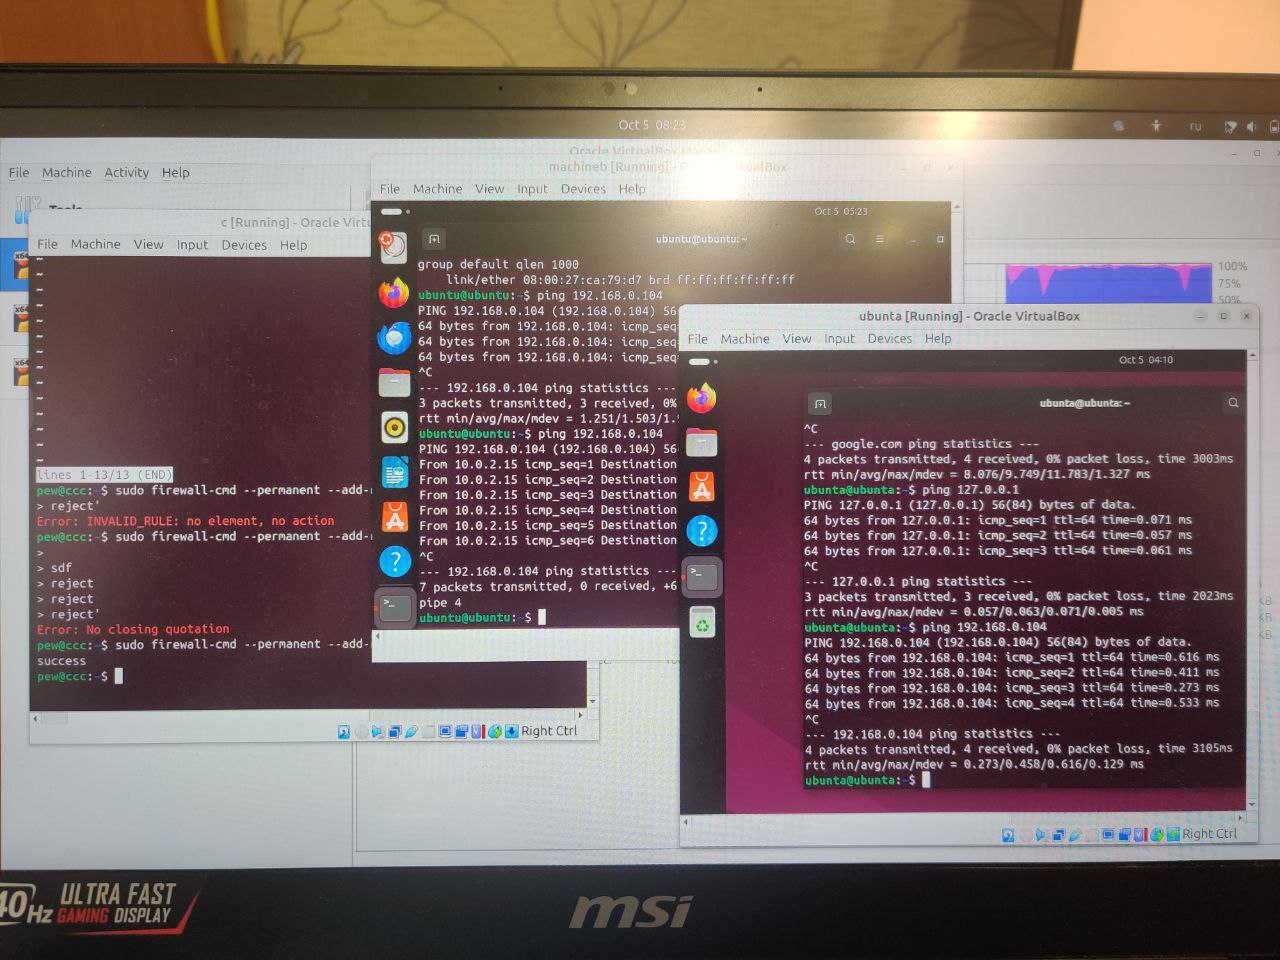 Oct 5 08:23
ru
Oracle VirtualBox
File Machine Activity Help
Tools
machineb [Running] - Oracle VirtualBox
File Machine View Input Devices Help
Oct 5 05:23
ubuntu@ubuntu: ~
group default qlen 1000
link/ether 08:00:27:ca:79:d7 brd ff:ff:ff:ff:ff:ff
ubuntu@ubuntu:~$ ping 192.168.0.104
PING 192.168.0.104 (192.168.0.104) 56
64 bytes from 192.168.0.104: icmp_seq=
64 bytes from 192.168.0.104: icmp_seq=
64 bytes from 192.168.0.104: icmp_seq=
^C
--- 192.168.0.104 ping statistics ---
3 packets transmitted, 3 received, 0%
rtt min/avg/max/mdev = 1.251/1.503/1.
ubuntu@ubuntu:~$ ping 192.168.0.104
PING 192.168.0.104 (192.168.0.104) 56
From 10.0.2.15 icmp_seq=1 Destination
From 10.0.2.15 icmp_seq=2 Destination
From 10.0.2.15 icmp_seq=3 Destination
From 10.0.2.15 icmp_seq=4 Destination
From 10.0.2.15 icmp_seq=5 Destination
From 10.0.2.15 icmp_seq=6 Destination
^C
--- 192.168.0.104 ping statistics ---
7 packets transmitted, 0 received, +6
pipe 4
ubuntu@ubuntu:~$
c [Running] - Oracle Virtu
File Machine View Input Devices Help
~
~
~
~
~
~
~
~
~
~
~
~
~
~
lines 1-13/13 (END)
pew@ccc:~$ sudo firewall-cmd --permanent --add-
> reject'
Error: INVALID_RULE: no element, no action
pew@ccc:~$ sudo firewall-cmd --permanent --add-
>
> sdf
> reject
> reject
> reject'
Error: No closing quotation
pew@ccc:~$ sudo firewall-cmd --permanent --add-
success
pew@ccc:~$
Right Ctrl
100%
75%
50%
ubunta [Running] - Oracle VirtualBox
File Machine View Input Devices Help
Oct 5 04:10
ubunta@ubunta: ~
^C
--- google.com ping statistics ---
4 packets transmitted, 4 received, 0% packet loss, time 3003ms
rtt min/avg/max/mdev = 8.076/9.749/11.783/1.327 ms
ubunta@ubunta:~$ ping 127.0.0.1
PING 127.0.0.1 (127.0.0.1) 56(84) bytes of data.
64 bytes from 127.0.0.1: icmp_seq=1 ttl=64 time=0.071 ms
64 bytes from 127.0.0.1: icmp_seq=2 ttl=64 time=0.057 ms
64 bytes from 127.0.0.1: icmp_seq=3 ttl=64 time=0.061 ms
^C
--- 127.0.0.1 ping statistics ---
3 packets transmitted, 3 received, 0% packet loss, time 2023ms
rtt min/avg/max/mdev = 0.057/0.063/0.071/0.005 ms
ubunta@ubunta:~$ ping 192.168.0.104
PING 192.168.0.104 (192.168.0.104) 56(84) bytes of data.
64 bytes from 192.168.0.104: icmp_seq=1 ttl=64 time=0.616 ms
64 bytes from 192.168.0.104: icmp_seq=2 ttl=64 time=0.411 ms
64 bytes from 192.168.0.104: icmp_seq=3 ttl=64 time=0.273 ms
64 bytes from 192.168.0.104: icmp_seq=4 ttl=64 time=0.533 ms
^C
--- 192.168.0.104 ping statistics ---
4 packets transmitted, 4 received, 0% packet loss, time 3105ms
rtt min/avg/max/mdev = 0.273/0.458/0.616/0.129 ms
ubunta@ubunta:~$
Right Ctrl
40Hz ULTRA FAST
GAMING DISPLAY
msi